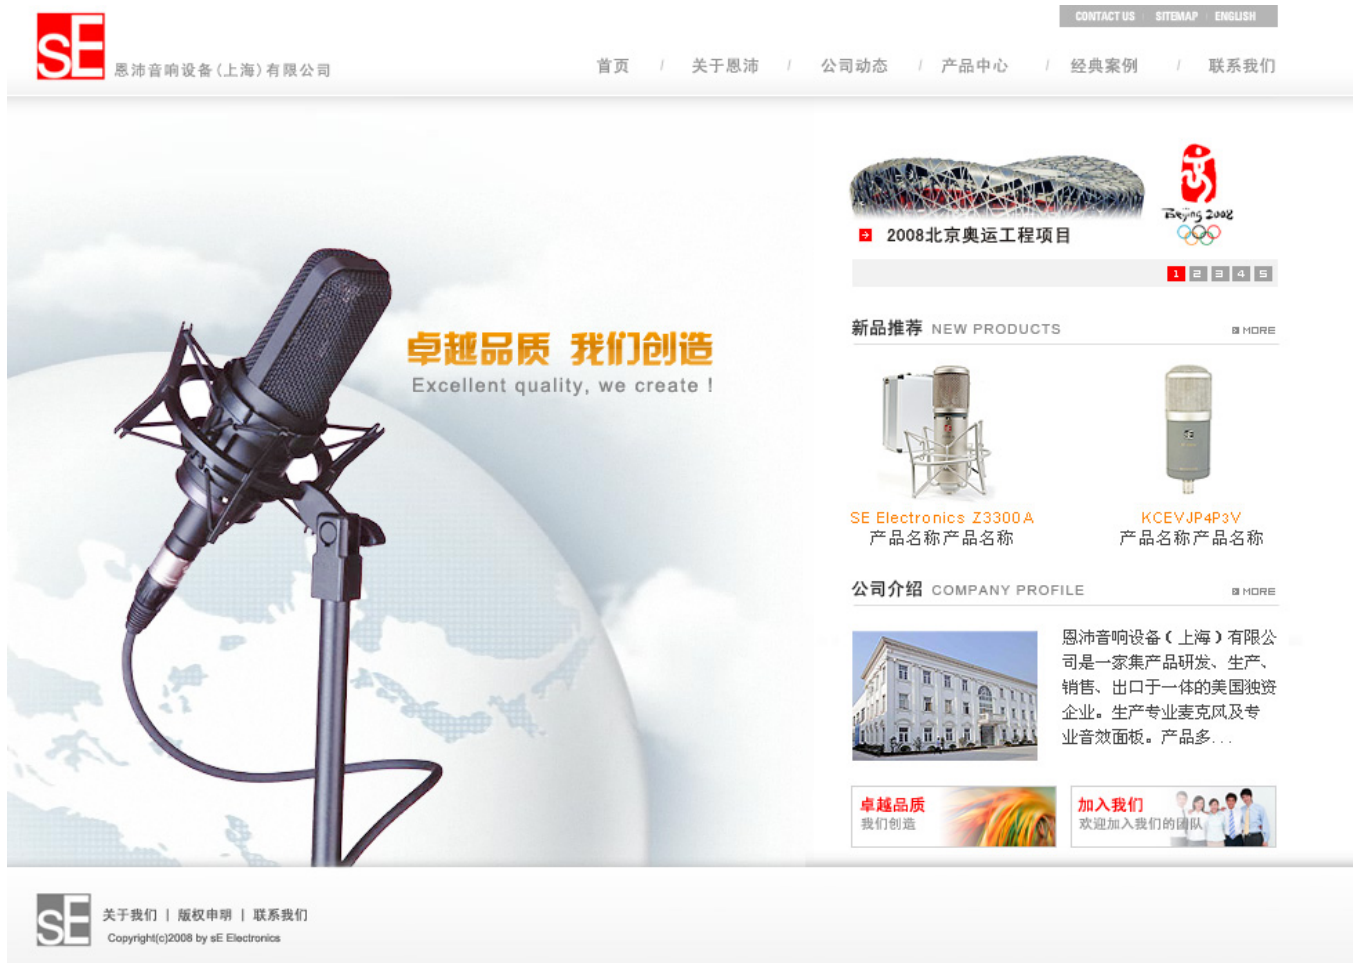 CONTACT US | SITEMAP | ENGLISH
sE
恩沛音响设备(上海)有限公司
首页 / 关于恩沛 / 公司动态 / 产品中心 / 经典案例 / 联系我们
Beijing 2008
2008北京奥运工程项目
1 2 3 4 5
卓越品质 我们创造
Excellent quality, we create !
新品推荐 NEW PRODUCTS
MORE
SE Electronics Z3300A
产品名称产品名称
KCEVJP4P3V
产品名称产品名称
公司介绍 COMPANY PROFILE
MORE
恩沛音响设备(上海)有限公
司是一家集产品研发、生产、
销售、出口于一体的美国独资
企业。生产专业麦克风及专
业音效面板。产品多...
卓越品质
我们创造
加入我们
欢迎加入我们的团队
sE
关于我们 | 版权申明 | 联系我们
Copyright(c)2008 by sE Electronics